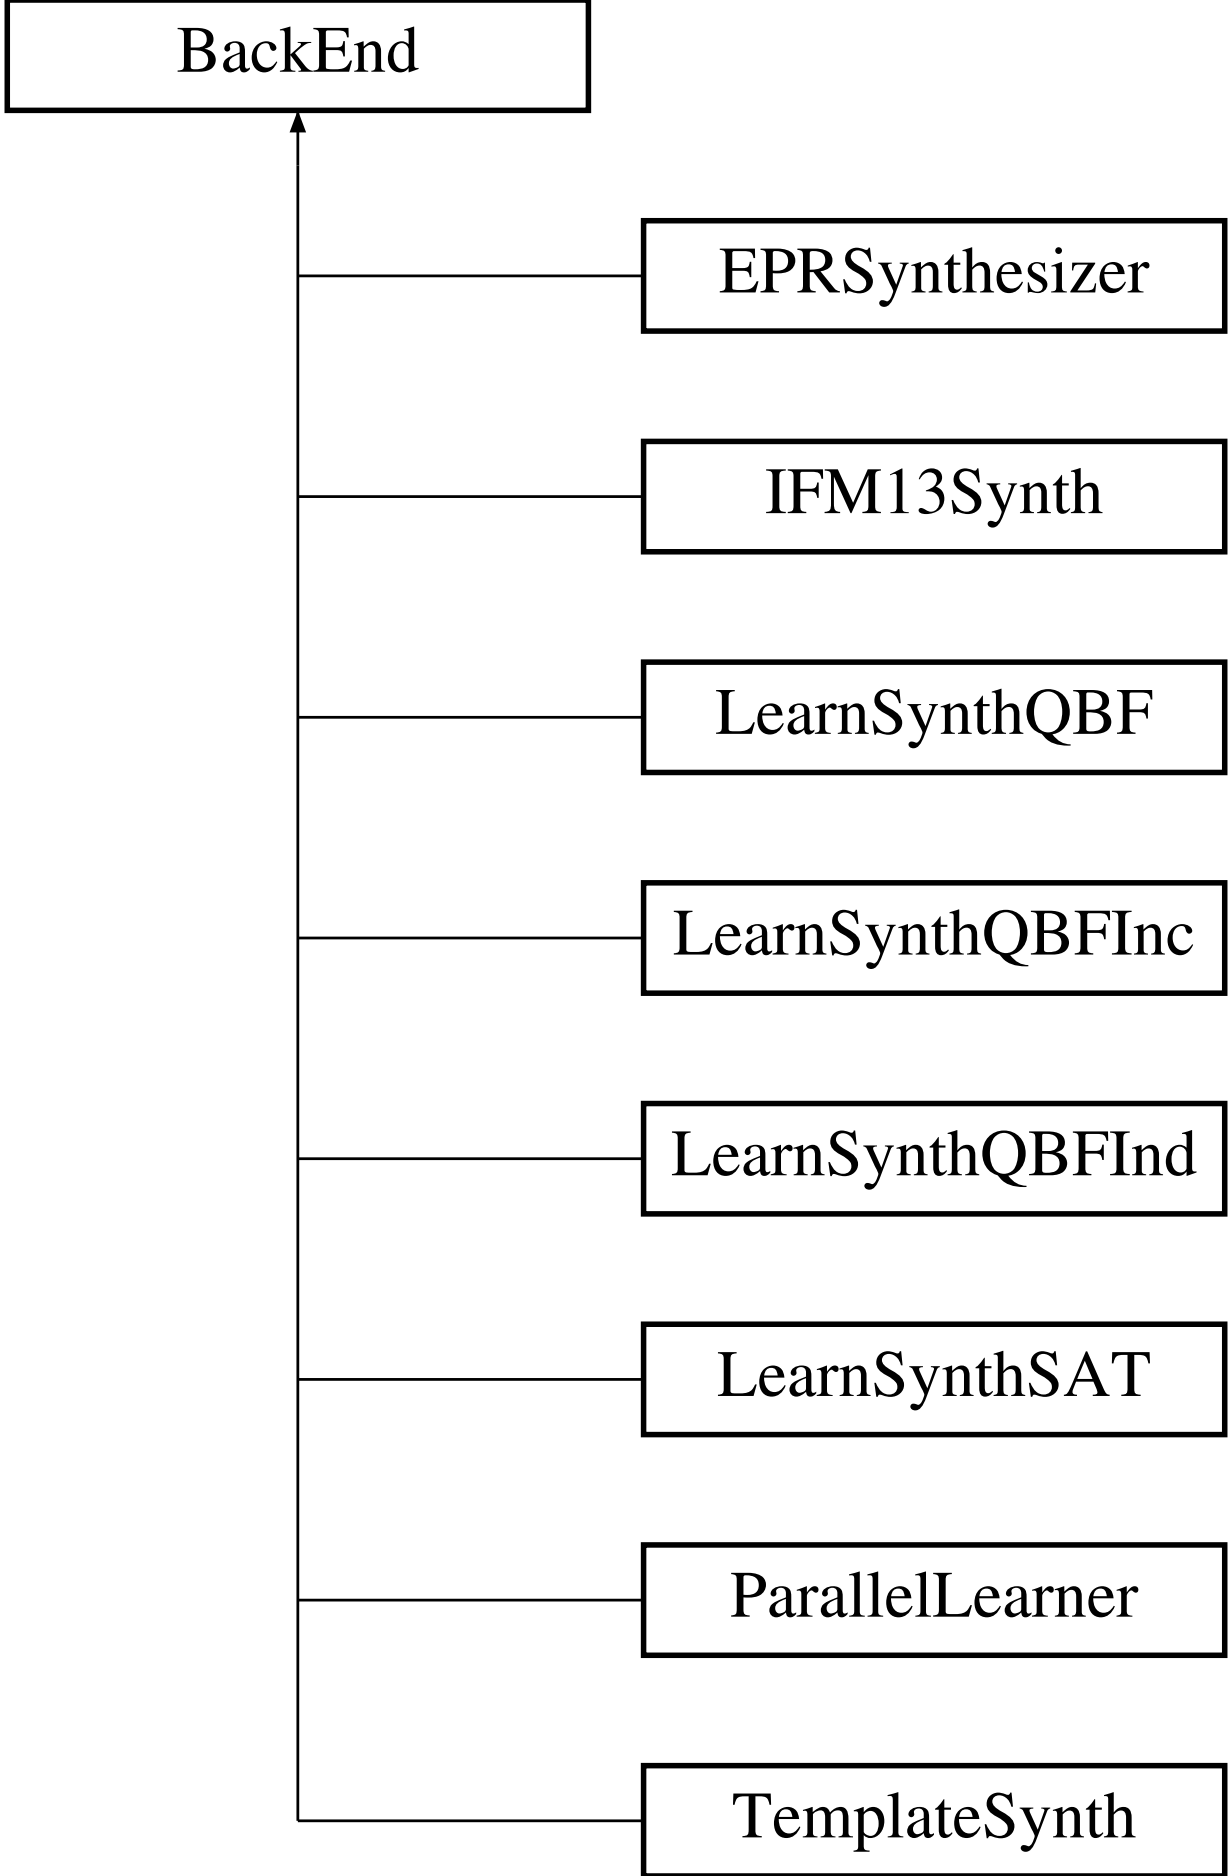 BackEnd
EPRSynthesizer
IFM13Synth
LearnSynthQBF
LearnSynthQBFInc
LearnSynthQBFInd
LearnSynthSAT
ParallelLearner
TemplateSynth